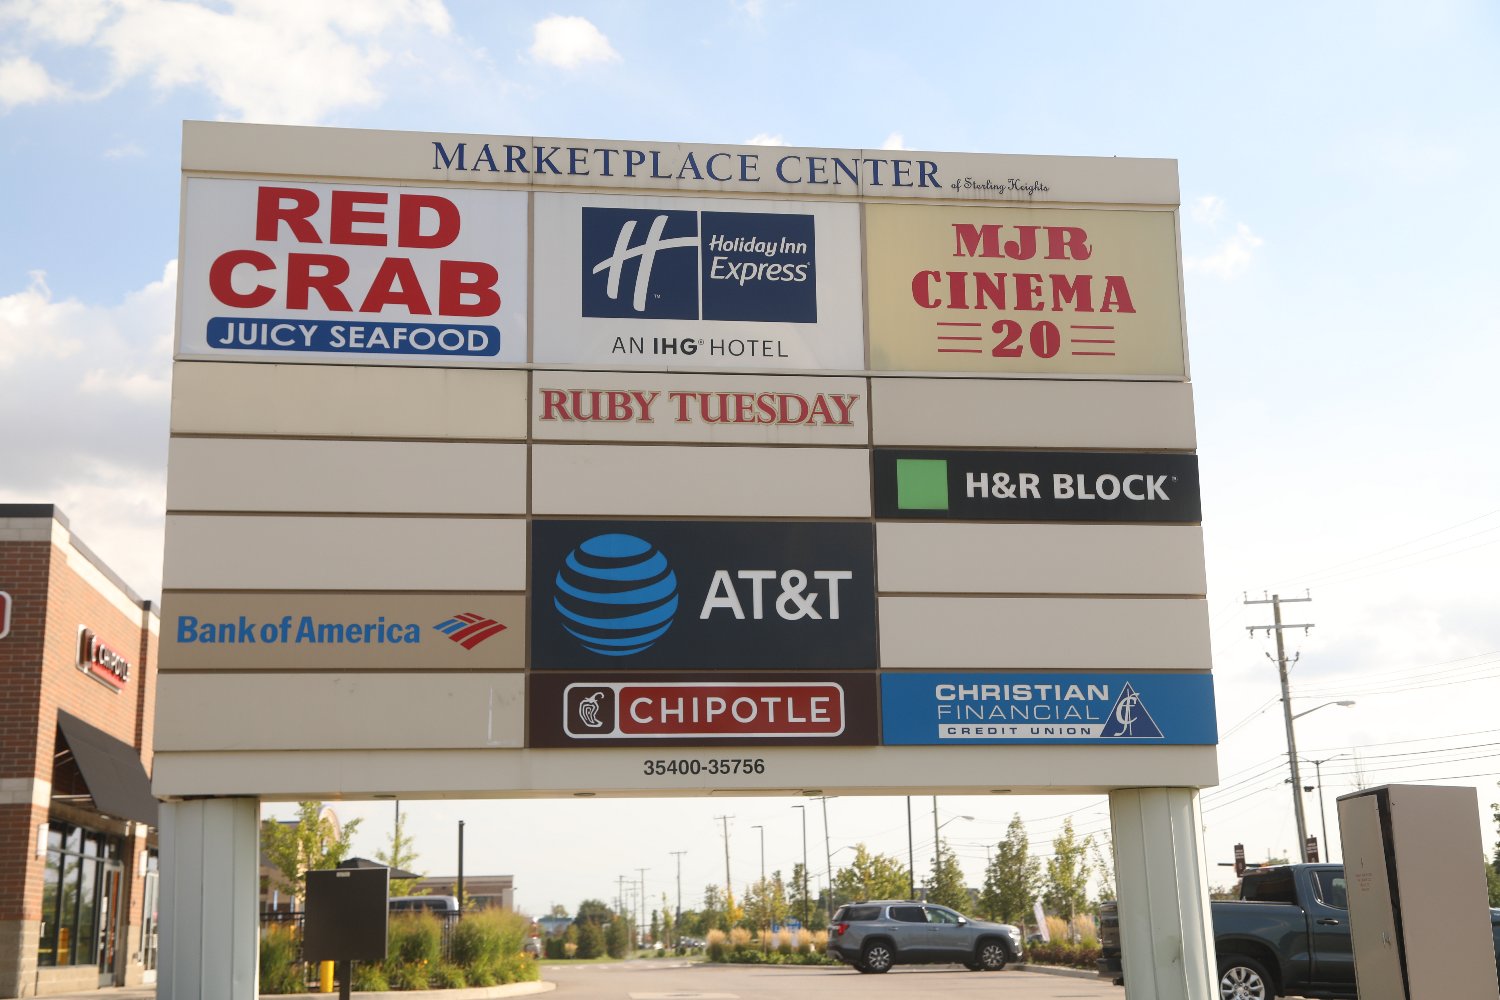 MARKETPLACE CENTER of Sterling Heights
RED
CRAB
JUICY SEAFOOD
Holiday Inn
Express
AN IHG HOTEL
MJR
CINEMA
20
RUBY TUESDAY
H&R BLOCK
AT&T
Bank of America
CHIPOTLE
CHRISTIAN
FINANCIAL
CREDIT UNION
35400-35756
CHIPOTLE